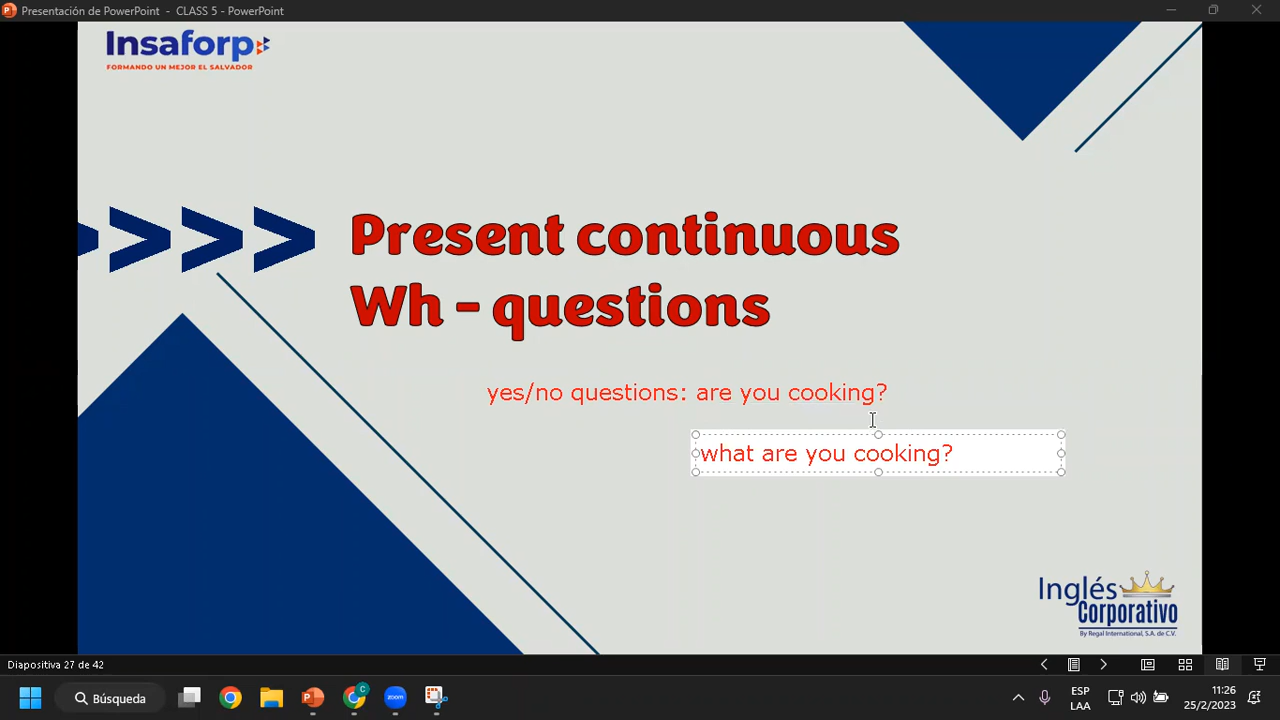 Presentación de PowerPoint - CLASS 5 - PowerPoint
Insaforp
FORMANDO UN MEJOR EL SALVADOR
>>>>
Present continuous
Wh - questions
yes/no questions: are you cooking?
what are you cooking?
Inglés
Corporativo
By Regal International, S.A. de C.V.
Diapositiva 27 de 42
Búsqueda
ESP
LAA
11:26
25/2/2023